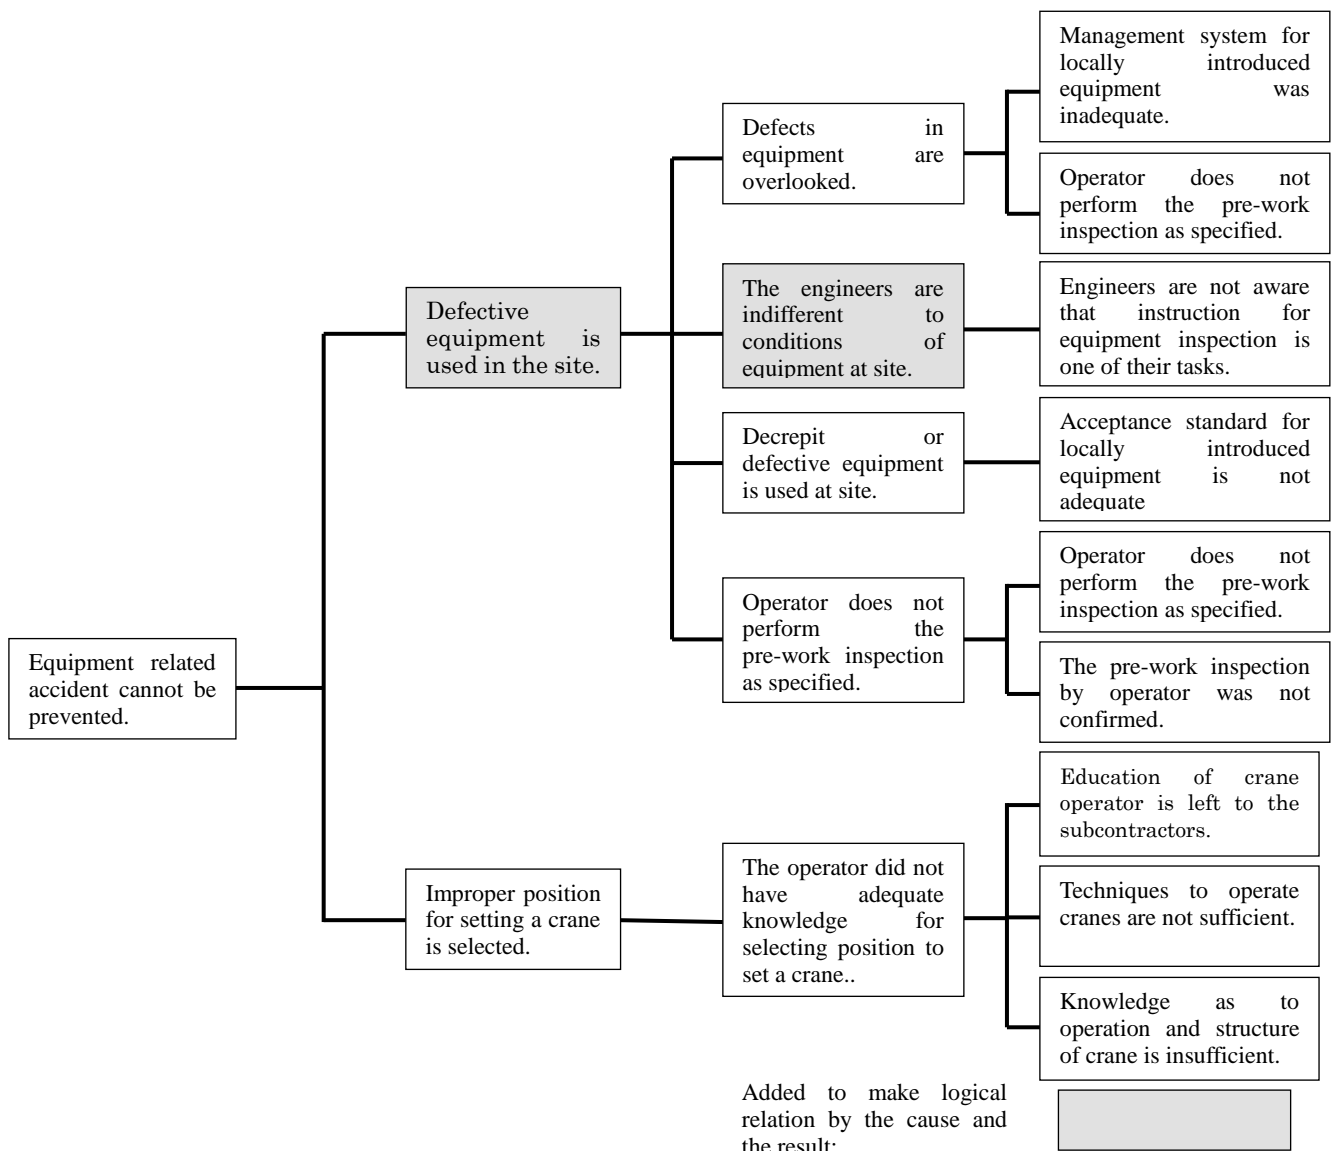 Management system for
locally introduced
equipment was
inadequate.
Defects in
equipment are
overlooked.
Operator does not
perform the pre-work
inspection as specified.
Defective
equipment is
used in the site.
The engineers are
indifferent to
conditions of
equipment at site.
Engineers are not aware
that instruction for
equipment inspection is
one of their tasks.
Decrepit or
defective equipment
is used at site.
Acceptance standard for
locally introduced
equipment is not
adequate
Operator does not
perform the
pre-work inspection
as specified.
Operator does not
perform the pre-work
inspection as specified.
The pre-work inspection
by operator was not
confirmed.
Equipment related
accident cannot be
prevented.
Improper position
for setting a crane
is selected.
The operator did not
have adequate
knowledge for
selecting position to
set a crane..
Education of crane
operator is left to the
subcontractors.
Techniques to operate
cranes are not sufficient.
Knowledge as to
operation and structure
of crane is insufficient.
Added to make logical
relation by the cause and
the result: